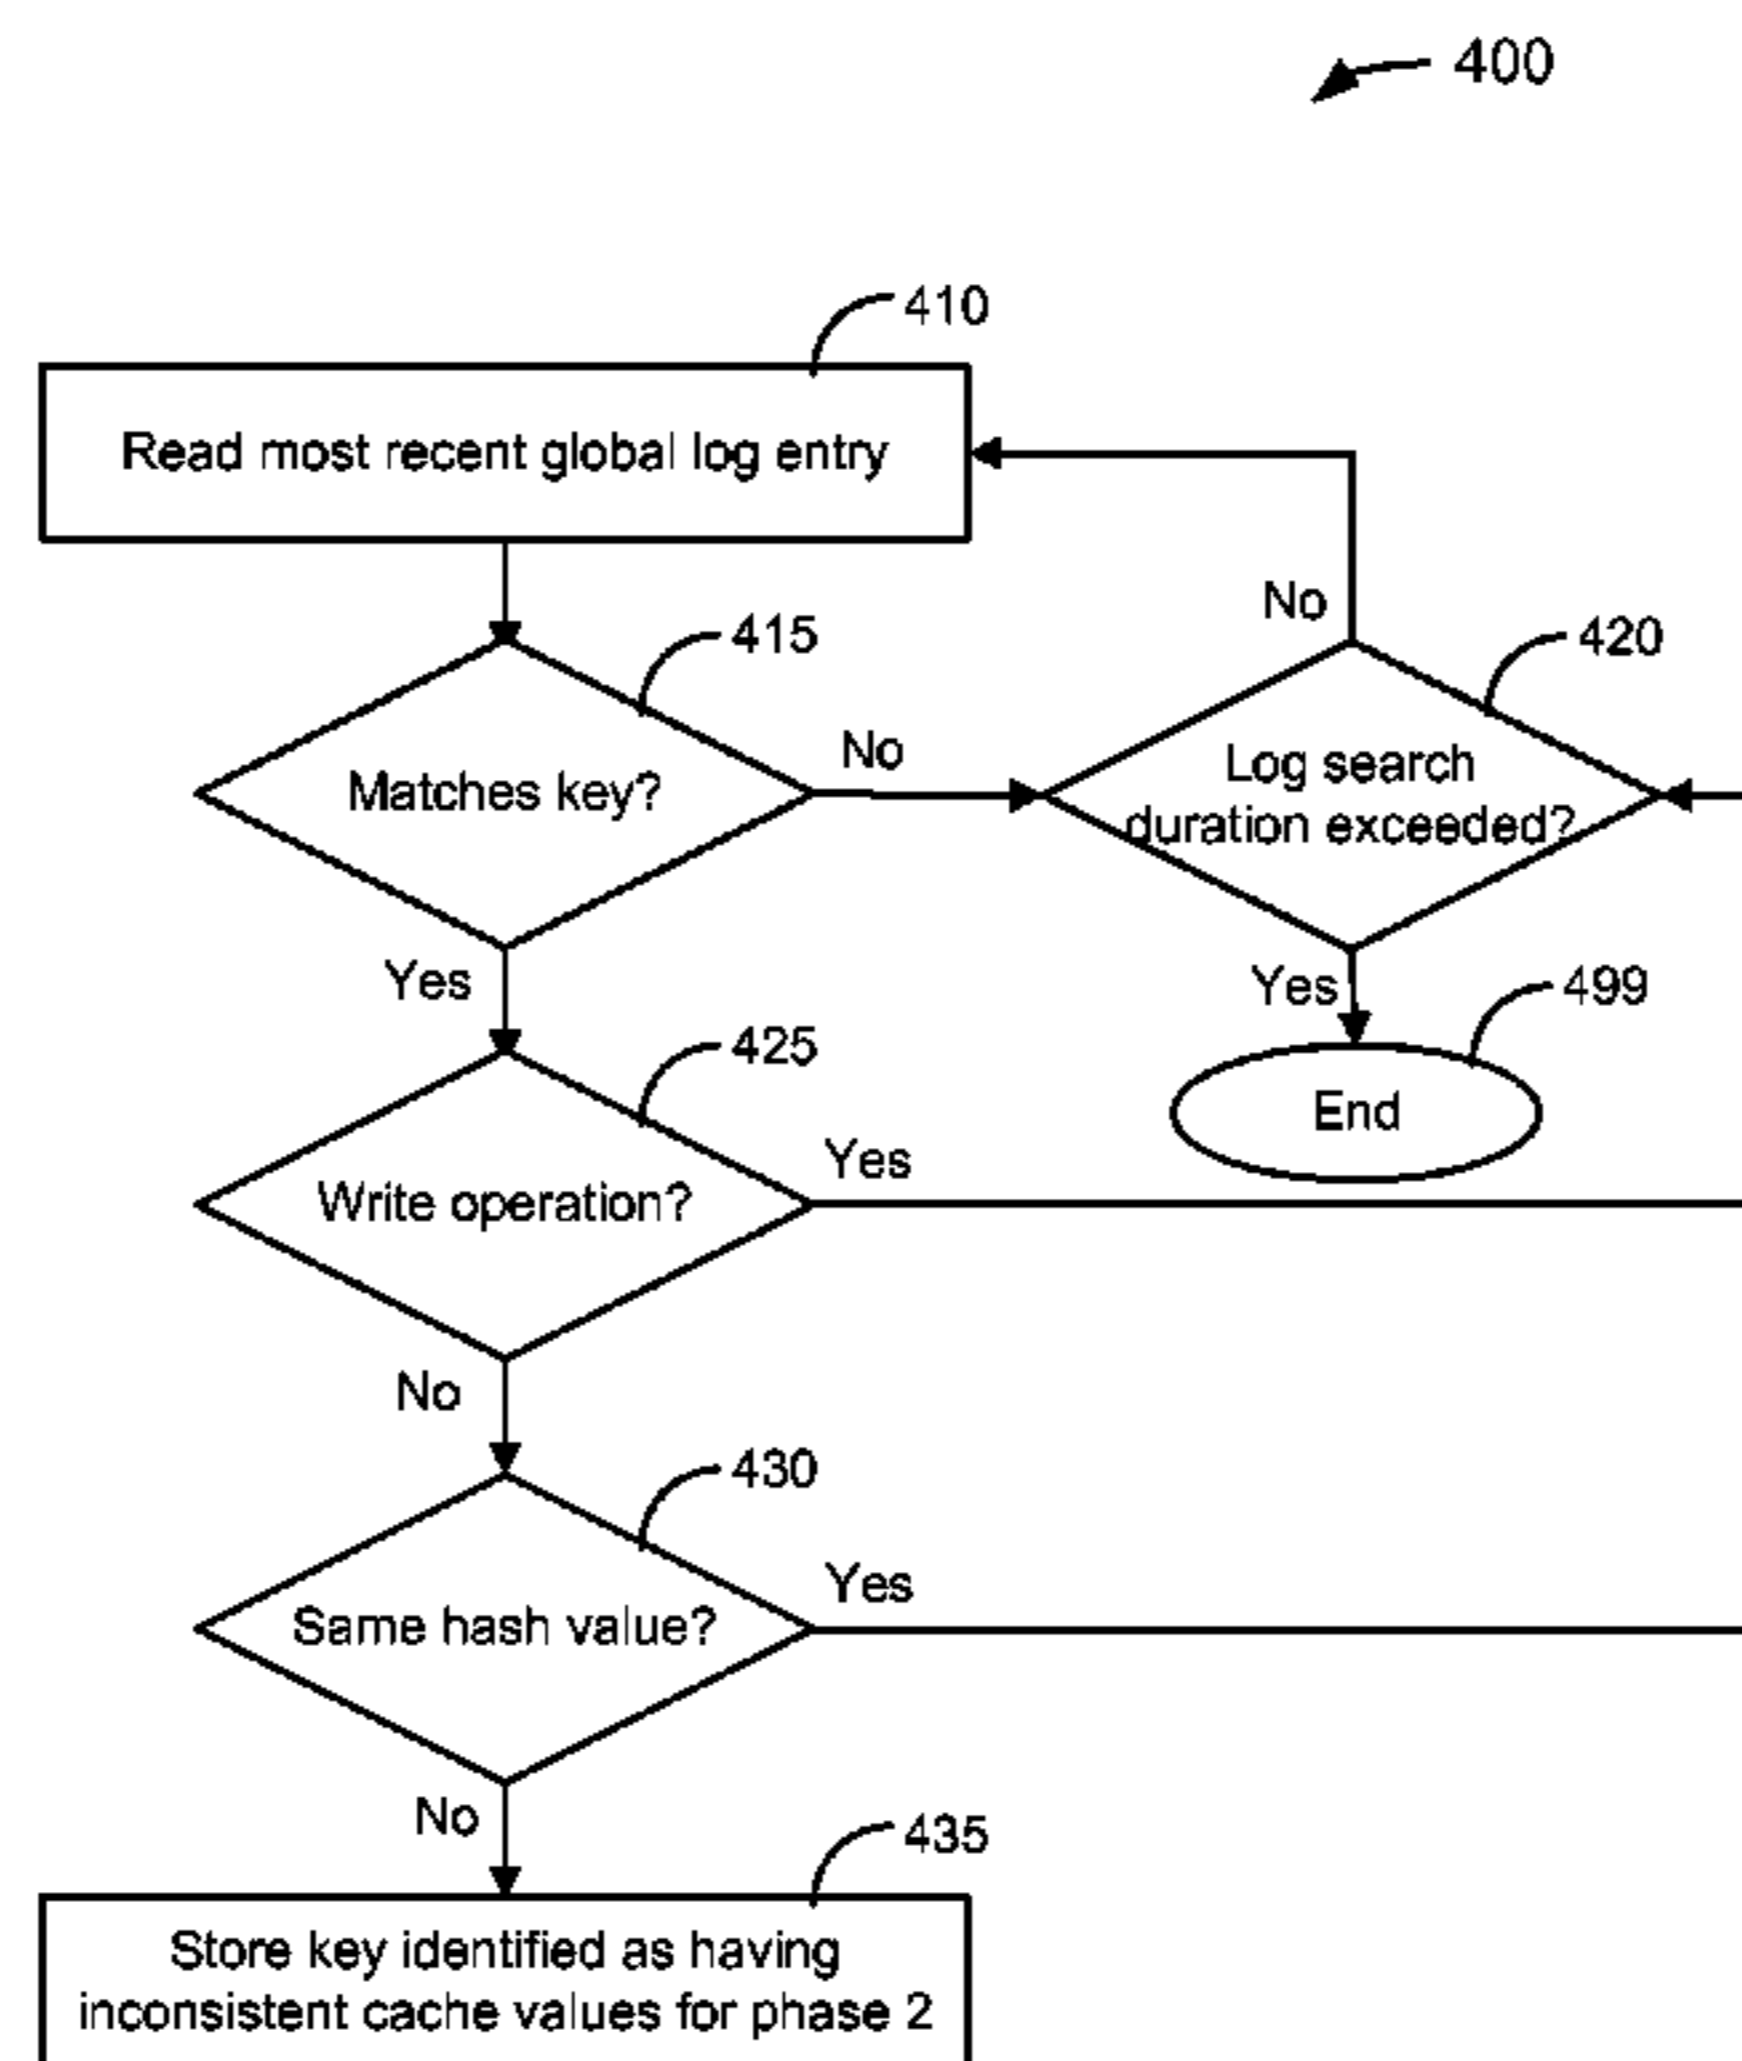 400
410
Read most recent global log entry
No
415
420
Matches key?
No
Log search
duration exceeded?
Yes
Yes
499
425
End
Write operation?
Yes
No
430
Same hash value?
Yes
No
435
Store key identified as having
inconsistent cache values for phase 2